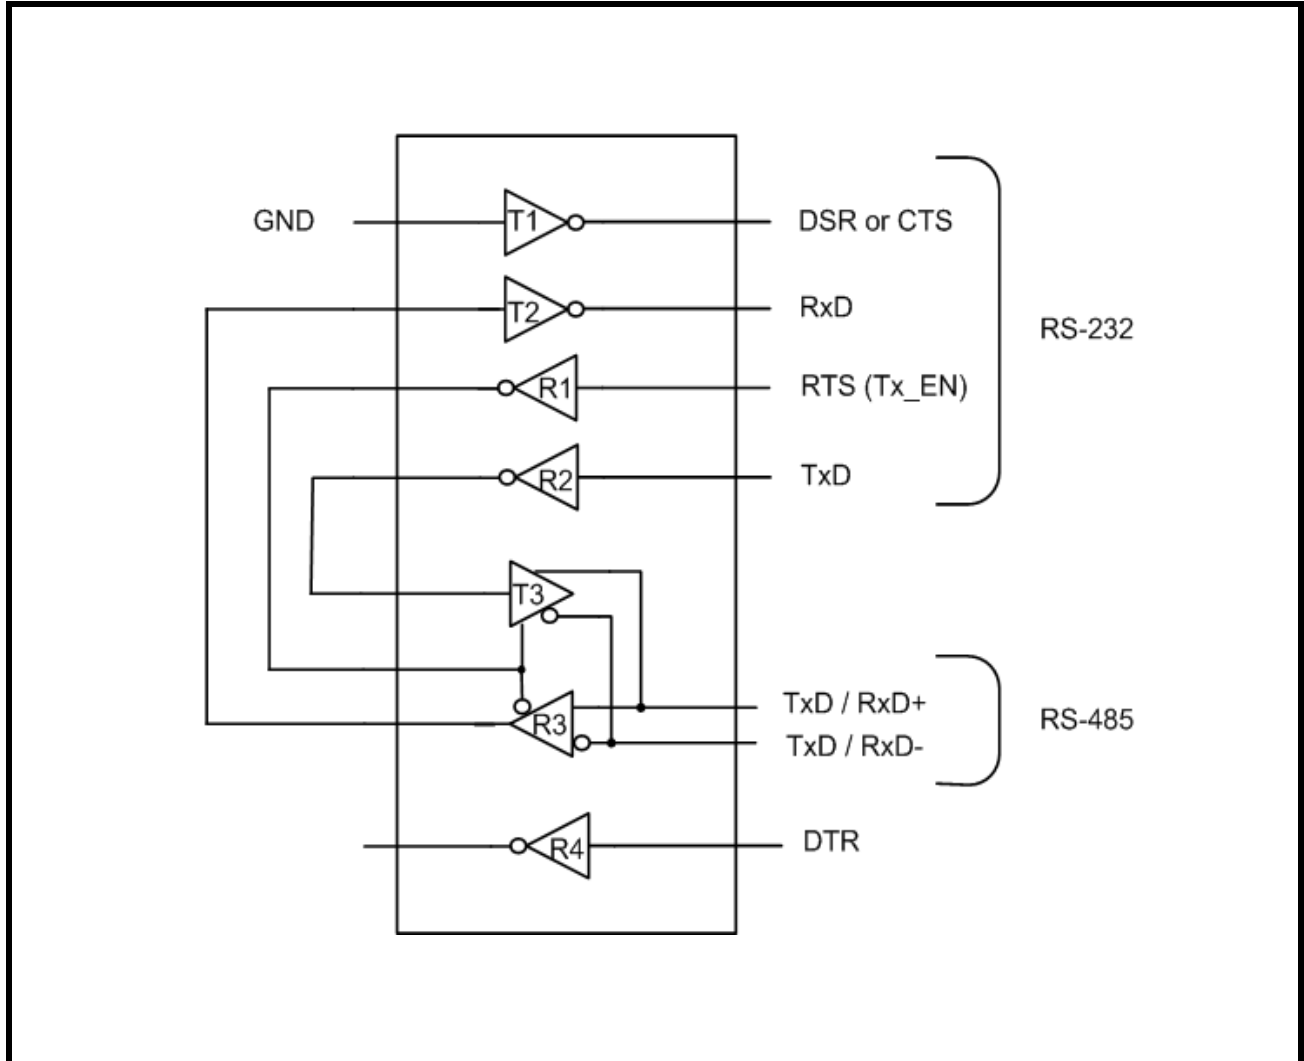 GND
T1
DSR or CTS
T2
RxD
RS-232
R1
RTS (Tx_EN)
R2
TxD
T3
R3
TxD / RxD+
TxD / RxD-
RS-485
R4
DTR